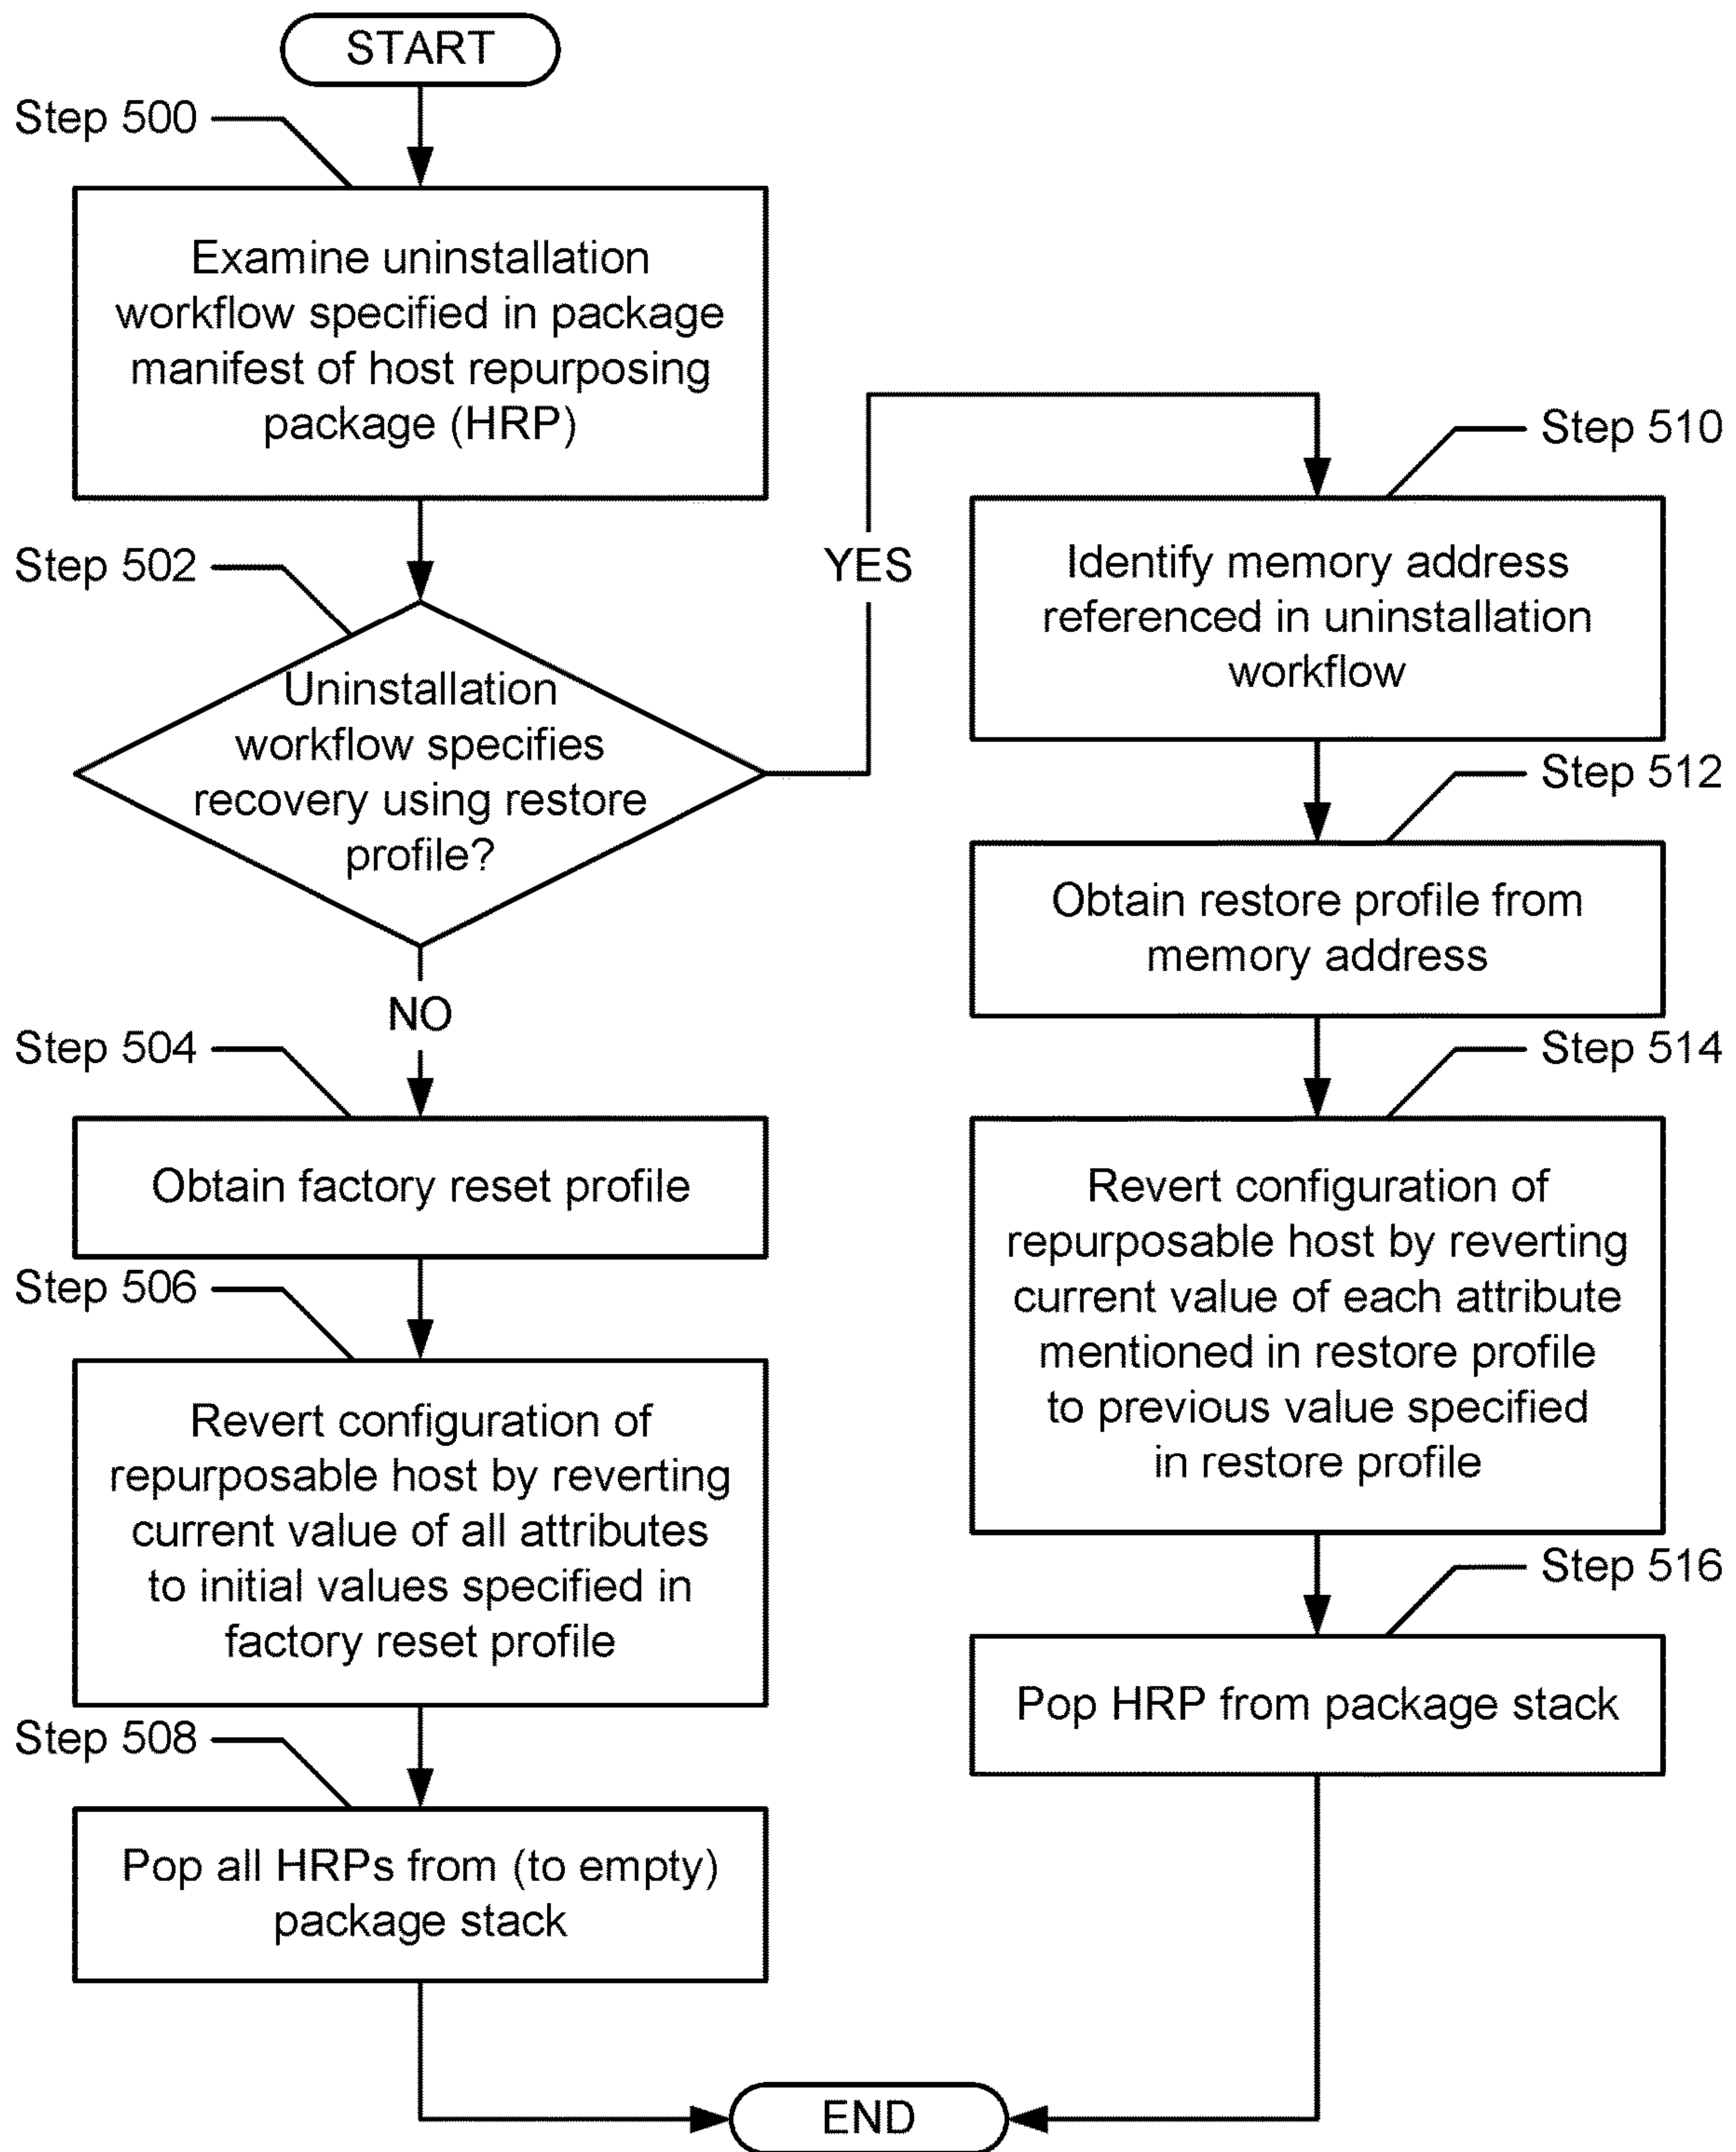 START
Step 500
Examine uninstallation
workflow specified in package
manifest of host repurposing
package (HRP)
Step 502
Uninstallation
workflow specifies
recovery using restore
profile?
NO
Step 504
Obtain factory reset profile
Step 506
Revert configuration of
repurposable host by reverting
current value of all attributes
to initial values specified in
factory reset profile
Step 508
Pop all HRPs from (to empty)
package stack
YES
Step 510
Identify memory address
referenced in uninstallation
workflow
Step 512
Obtain restore profile from
memory address
Step 514
Revert configuration of
repurposable host by reverting
current value of each attribute
mentioned in restore profile
to previous value specified
in restore profile
Step 516
Pop HRP from package stack
END